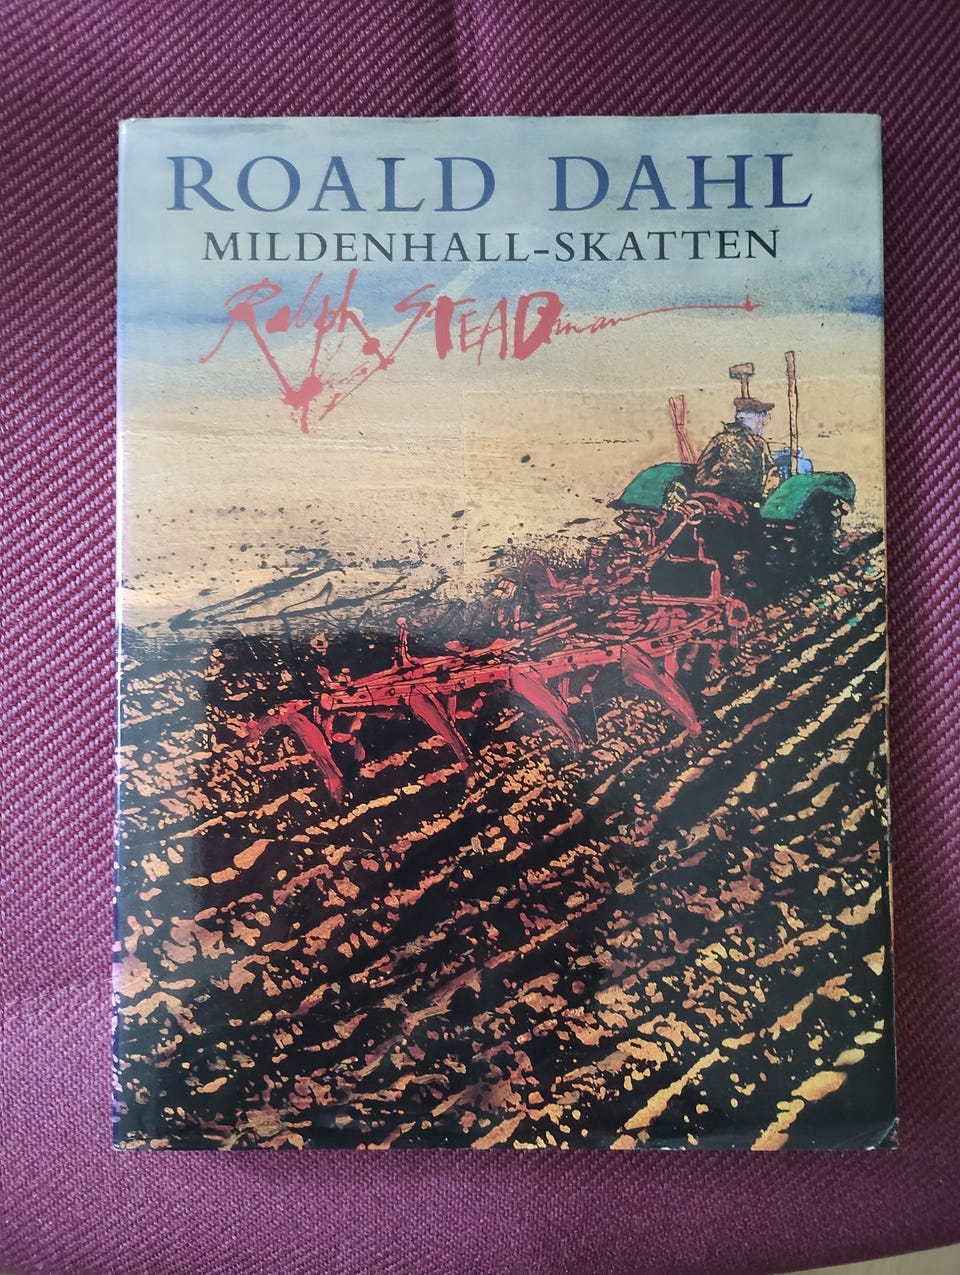 ROALD DAHL
MILDENHALL-SKATTEN
Ralph STEADman